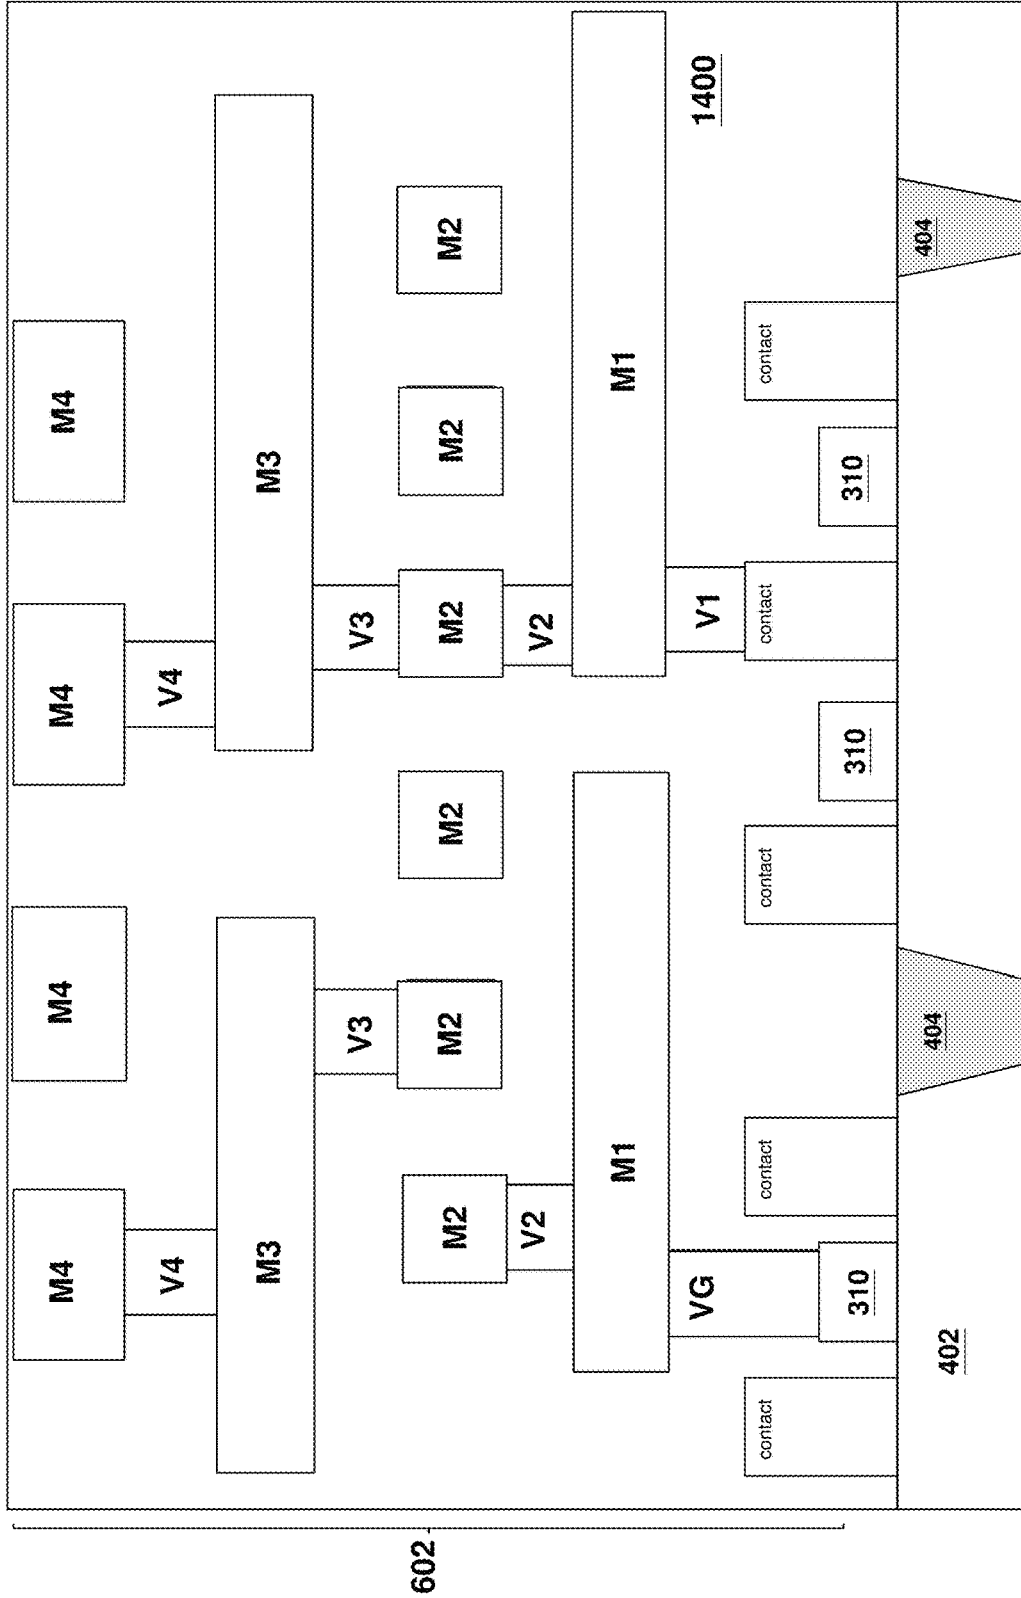 M4 M4 M4 M4
V4 V4
M3 M3
V3 V3
602 M2 M2 M2 M2 M2 M2
V2 V2
M1 M1
VG V1 1400
contact contact contact contact contact
310 310 310
404 404
402